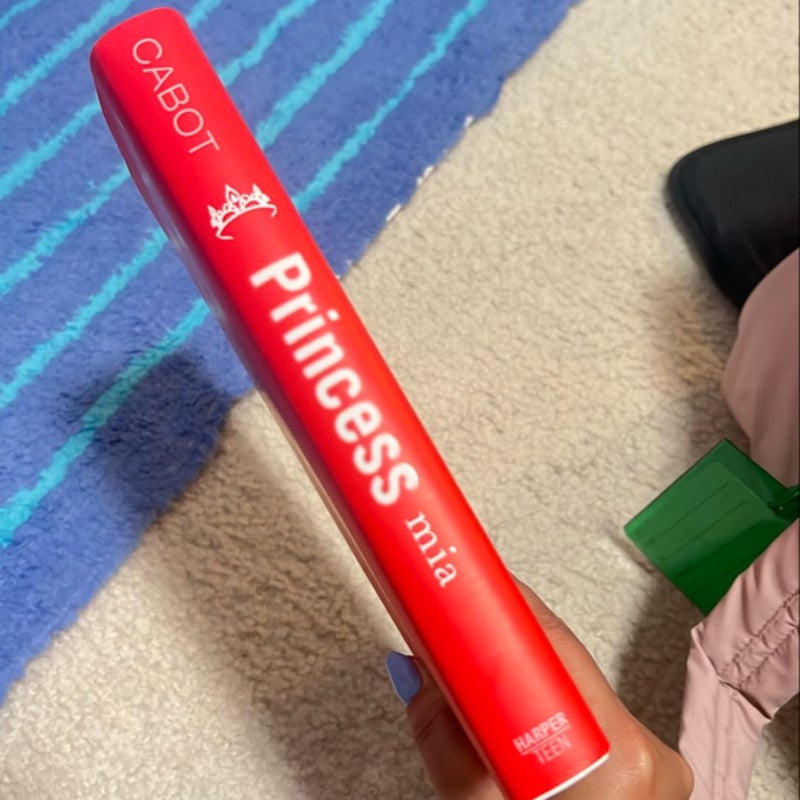 CABOT
Princess mia
HARPER
TEEN